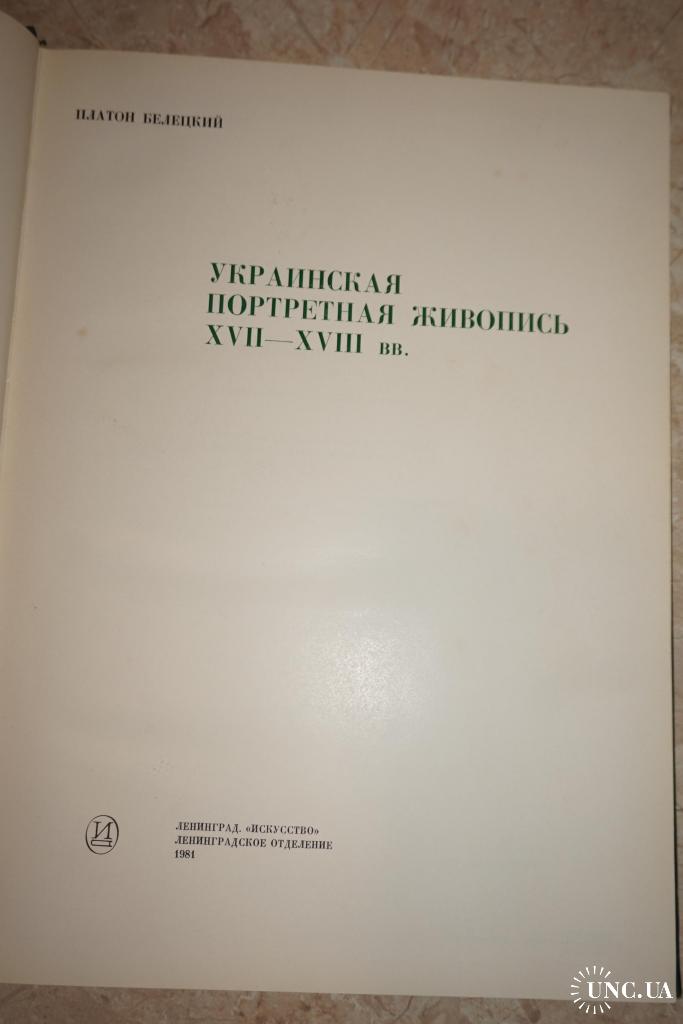 ПЛАТОН БЕЛЕЦКИЙ
УКРАИНСКАЯ
ПОРТРЕТНАЯ ЖИВОПИСЬ
XVII—XVIII вв.
И
ЛЕНИНГРАД. «ИСКУССТВО»
ЛЕНИНГРАДСКОЕ ОТДЕЛЕНИЕ
1981
UNC.UA